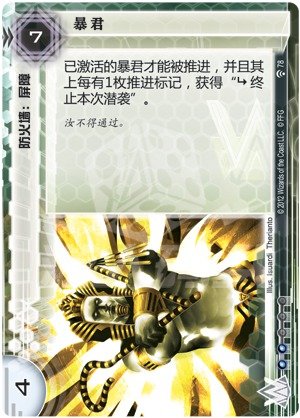 暴君
7
防火墙：屏障
已激活的暴君才能被推进，并且其
上每有1枚推进标记，获得“↳终
止本次潜袭”。
汝不得通过。
78
© 2012 Wizards of the Coast LLC. © FFG
Illus. Isuardi Therianto
4